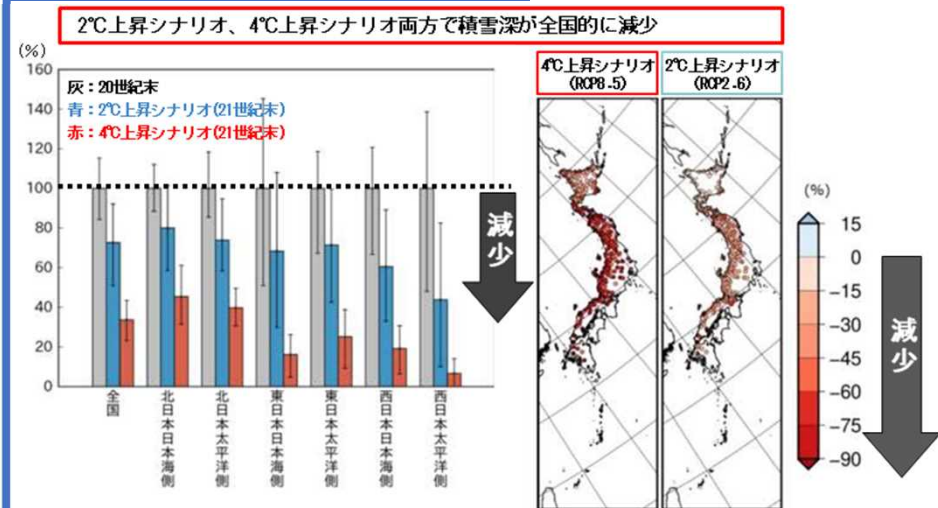 2℃上昇シナリオ、4℃上昇シナリオ両方で積雪深が全国的に減少
(%)
160
140
120
100
80
60
40
20
0
灰：20世紀末
青：2℃上昇シナリオ(21世紀末)
赤：4℃上昇シナリオ(21世紀末)
減少
全国
北日本日本海側
北日本太平洋側
東日本日本海側
東日本太平洋側
西日本日本海側
西日本太平洋側
4℃上昇シナリオ
(RCP8.5)
2℃上昇シナリオ
(RCP2.6)
(%)
15
0
-15
-30
-45
-60
-75
-90
減少